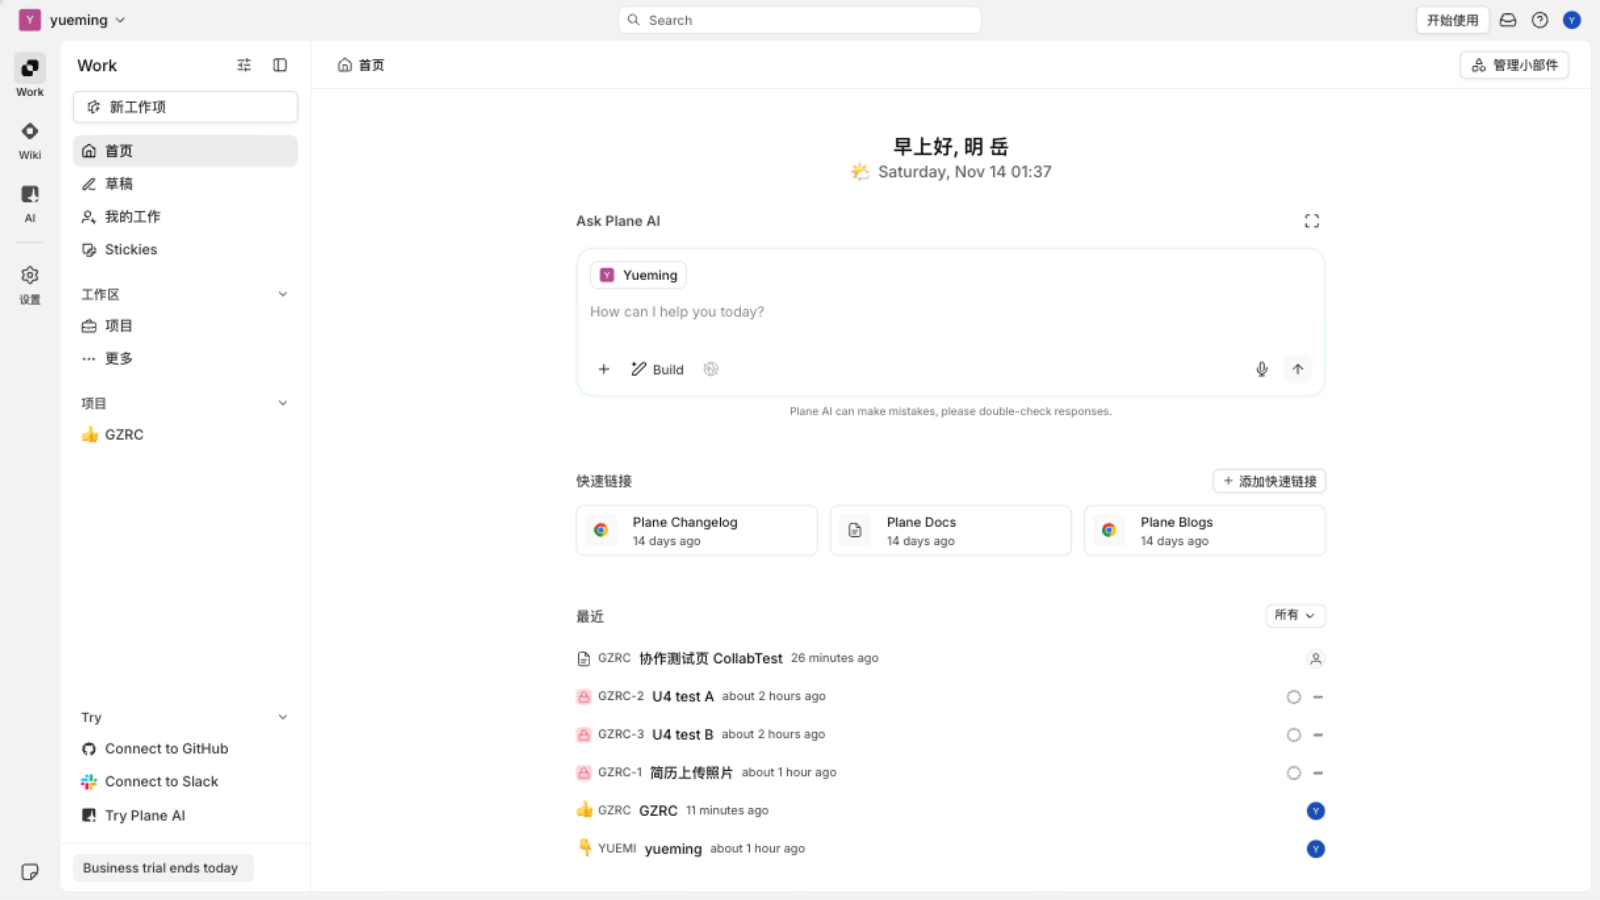 Y yueming
Search
开始使用
Y
Work
Wiki
AI
设置
Work
新工作项
首页
草稿
我的工作
Stickies
工作区
项目
更多
项目
GZRC
Try
Connect to GitHub
Connect to Slack
Try Plane AI
Business trial ends today
首页
管理小部件
早上好, 明 岳
Saturday, Nov 14 01:37
Ask Plane AI
Y Yueming
How can I help you today?
Build
Plane AI can make mistakes, please double-check responses.
快速链接
添加快速链接
Plane Changelog
14 days ago
Plane Docs
14 days ago
Plane Blogs
14 days ago
最近
所有
GZRC 协作测试页 CollabTest 26 minutes ago
GZRC-2 U4 test A about 2 hours ago
GZRC-3 U4 test B about 2 hours ago
GZRC-1 简历上传照片 about 1 hour ago
GZRC GZRC 11 minutes ago Y
YUEMI yueming about 1 hour ago Y